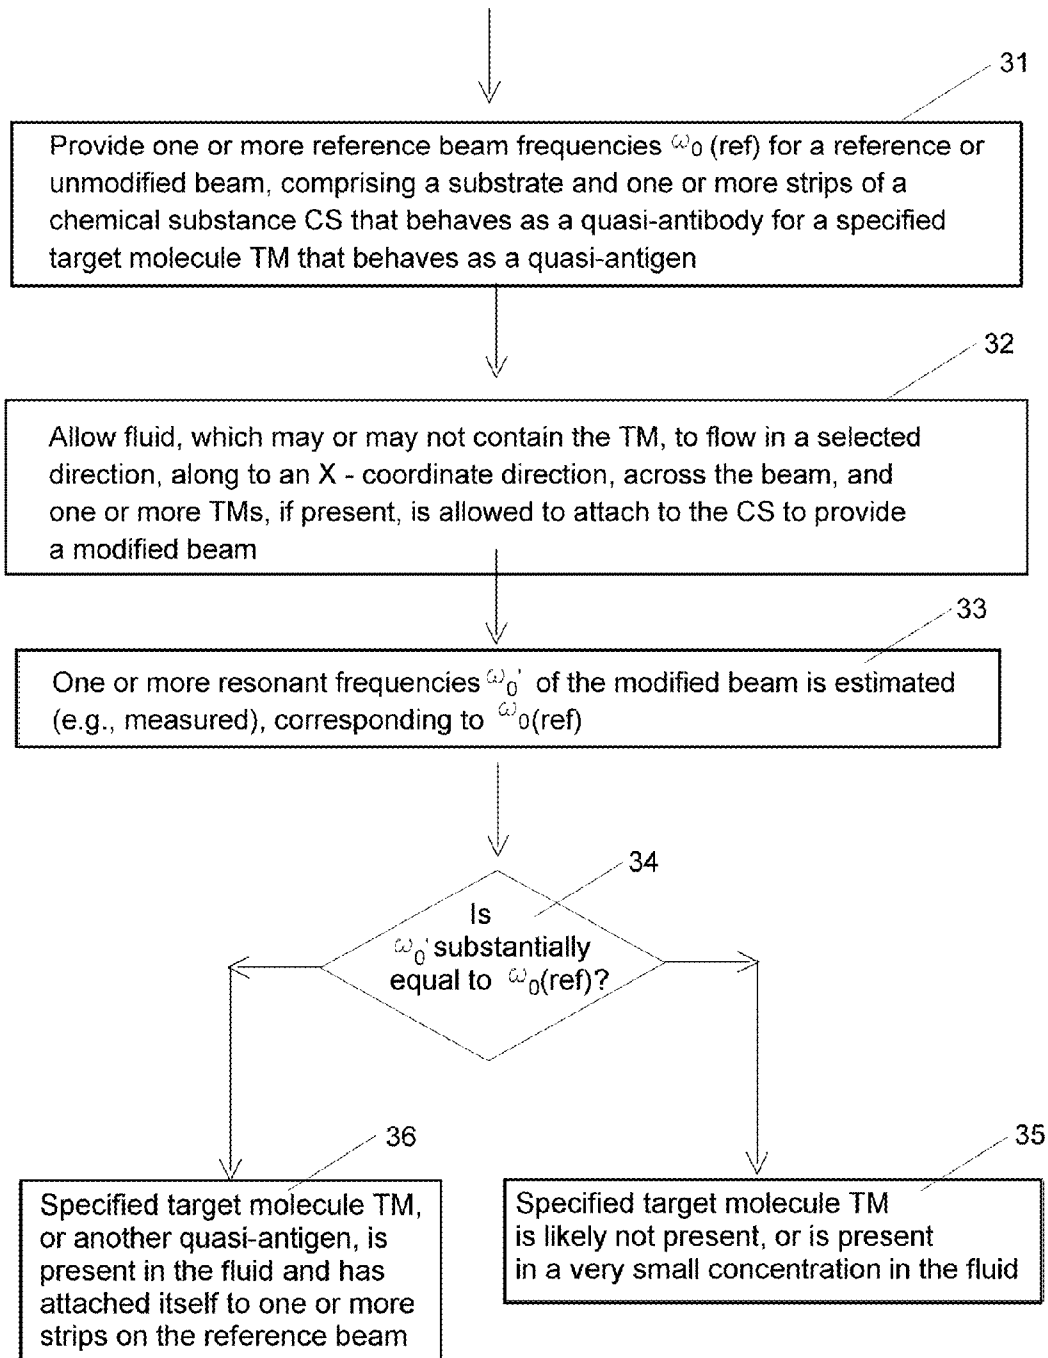 31
Provide one or more reference beam frequencies ω0 (ref) for a reference or
unmodified beam, comprising a substrate and one or more strips of a
chemical substance CS that behaves as a quasi-antibody for a specified
target molecule TM that behaves as a quasi-antigen
32
Allow fluid, which may or may not contain the TM, to flow in a selected
direction, along to an X - coordinate direction, across the beam, and
one or more TMs, if present, is allowed to attach to the CS to provide
a modified beam
33
One or more resonant frequencies ω0' of the modified beam is estimated
(e.g., measured), corresponding to ω0(ref)
34
Is
ω0' substantially
equal to ω0(ref)?
36
Specified target molecule TM,
or another quasi-antigen, is
present in the fluid and has
attached itself to one or more
strips on the reference beam
35
Specified target molecule TM
is likely not present, or is present
in a very small concentration in the fluid